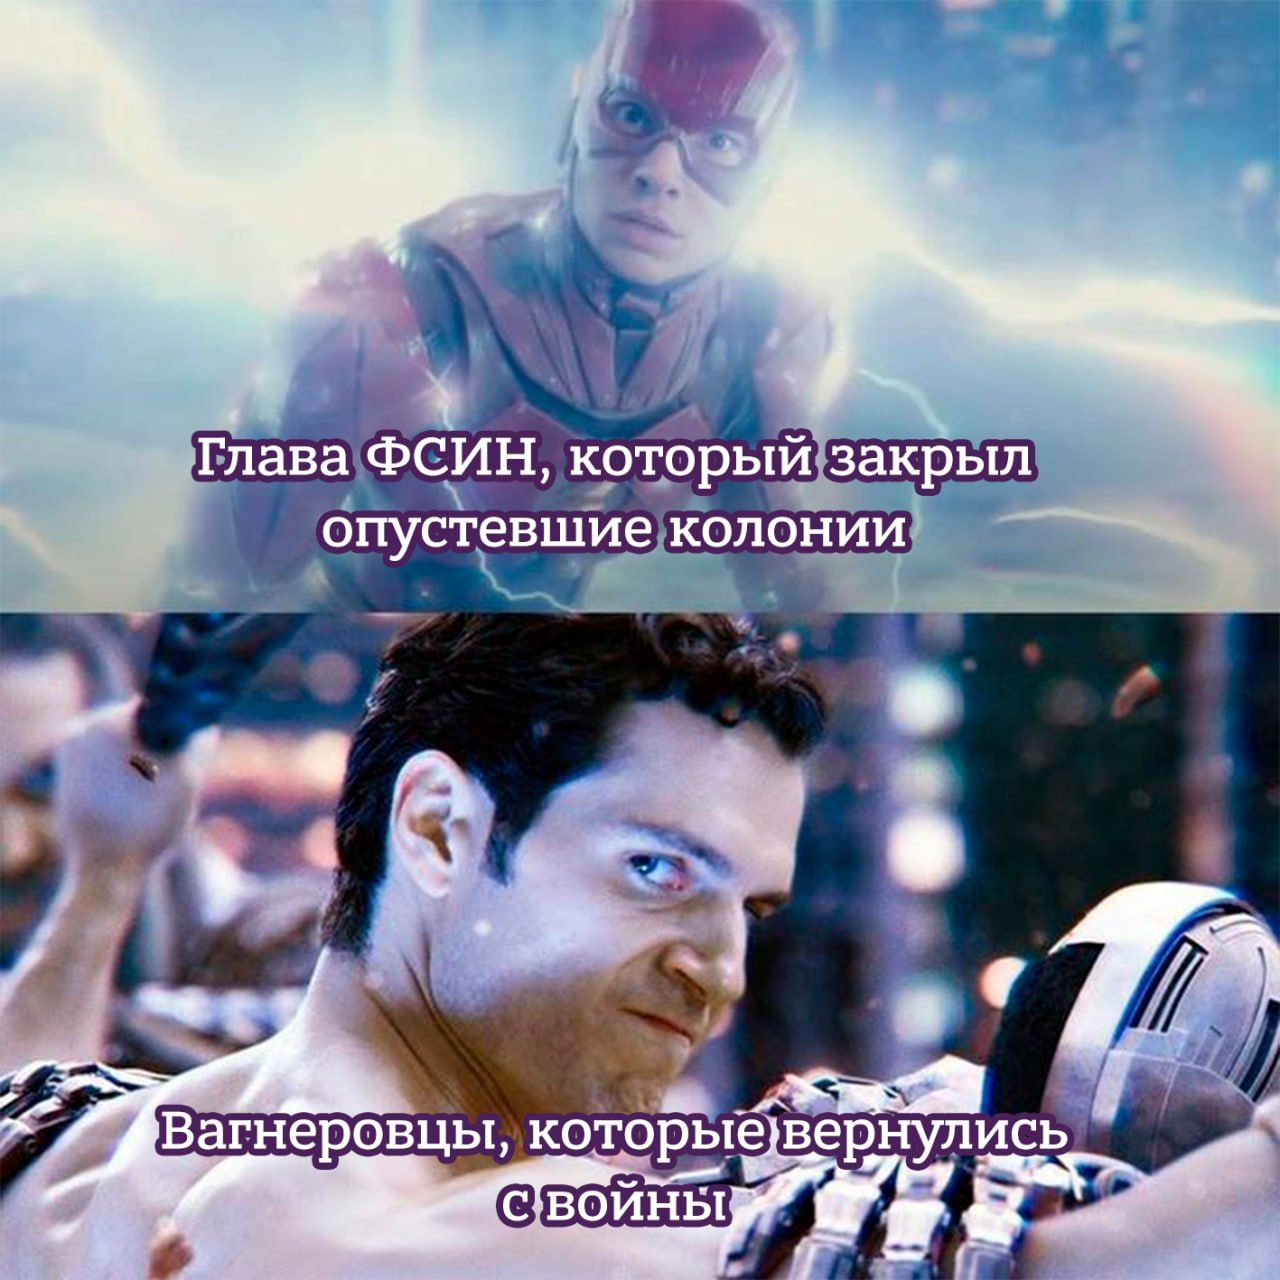 Глава ФСИН, который закрыл
опустевшие колонии
Вагнеровцы, которые вернулись
с войны